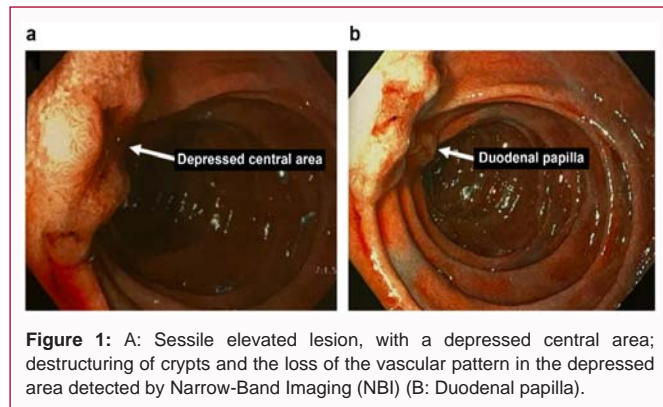 a
b
Depressed central area
Duodenal papilla
Figure 1: A: Sessile elevated lesion, with a depressed central area;
destructuring of crypts and the loss of the vascular pattern in the depressed
area detected by Narrow-Band Imaging (NBI) (B: Duodenal papilla).